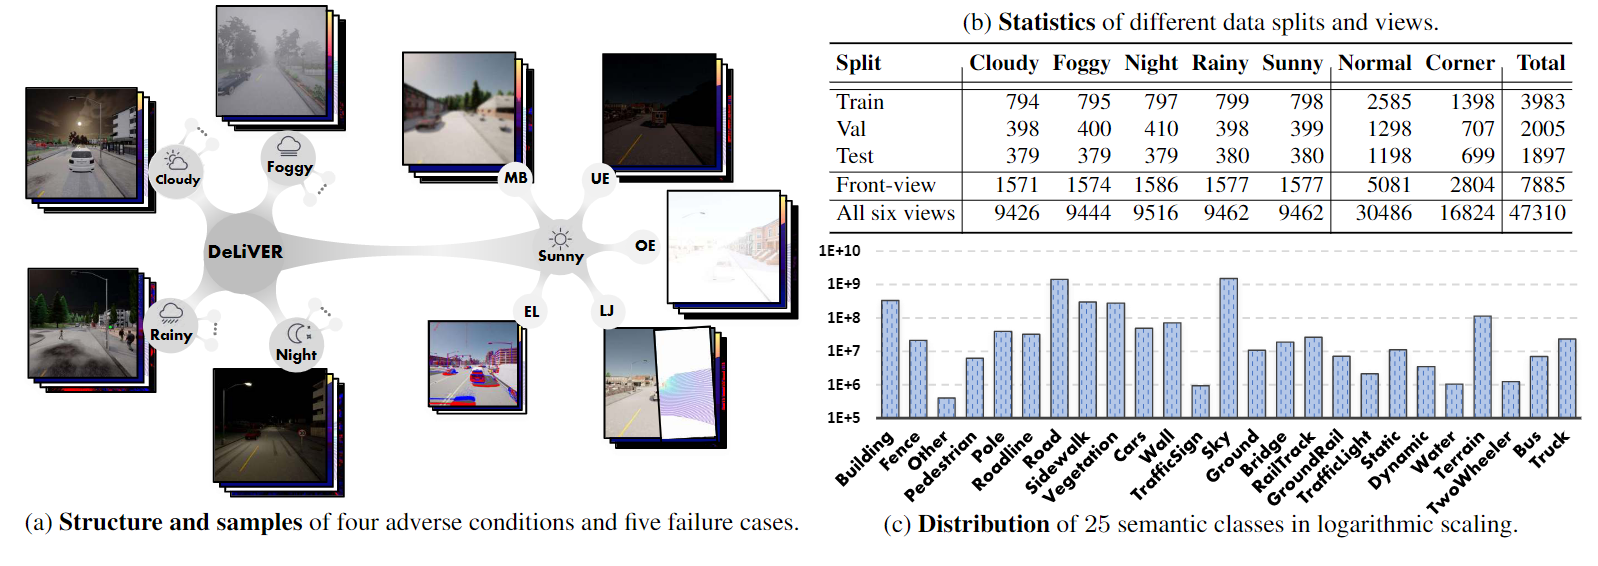 Cloudy
Foggy
DeLiVER
Rainy
Night
MB
UE
OE
Sunny
EL
LJ
(a) Structure and samples of four adverse conditions and five failure cases.
(b) Statistics of different data splits and views.
Split Cloudy Foggy Night Rainy Sunny Normal Corner Total
Train 794 795 797 799 798 2585 1398 3983
Val 398 400 410 398 399 1298 707 2005
Test 379 379 379 380 380 1198 699 1897
Front-view 1571 1574 1586 1577 1577 5081 2804 7885
All six views 9426 9444 9516 9462 9462 30486 16824 47310
1E+10
1E+9
1E+8
1E+7
1E+6
1E+5
Building
Fence
Other
Pedestrian
Pole
Roadline
Road
Sidewalk
Vegetation
Cars
Wall
TrafficSign
Sky
Ground
Bridge
RailTrack
GroundRail
TrafficLight
Static
Dynamic
Water
Terrain
TwoWheeler
Bus
Truck
(c) Distribution of 25 semantic classes in logarithmic scaling.